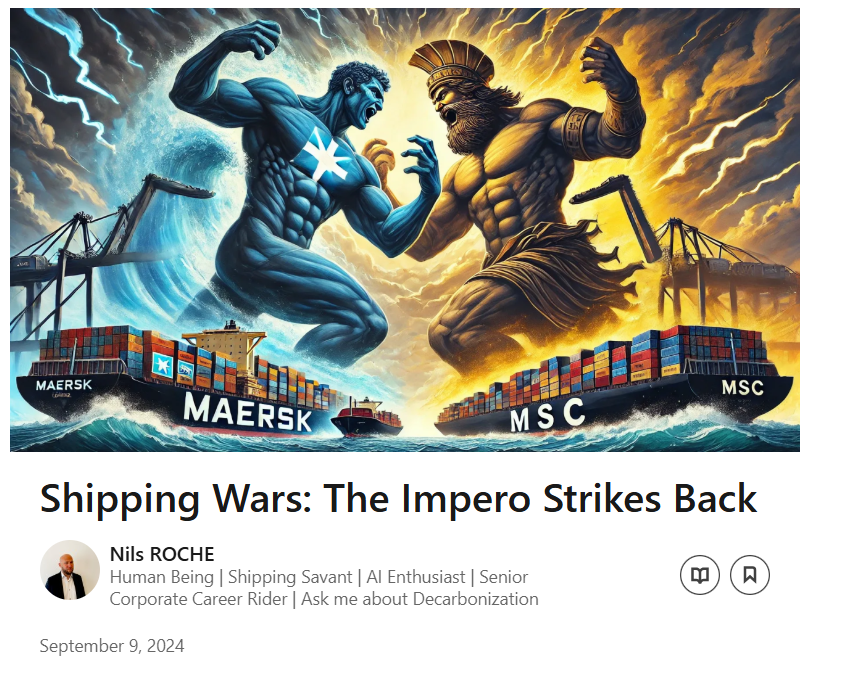 MAERSK
MAERSK
MSC
MSC
Shipping Wars: The Impero Strikes Back
Nils ROCHE
Human Being | Shipping Savant | AI Enthusiast | Senior
Corporate Career Rider | Ask me about Decarbonization
September 9, 2024